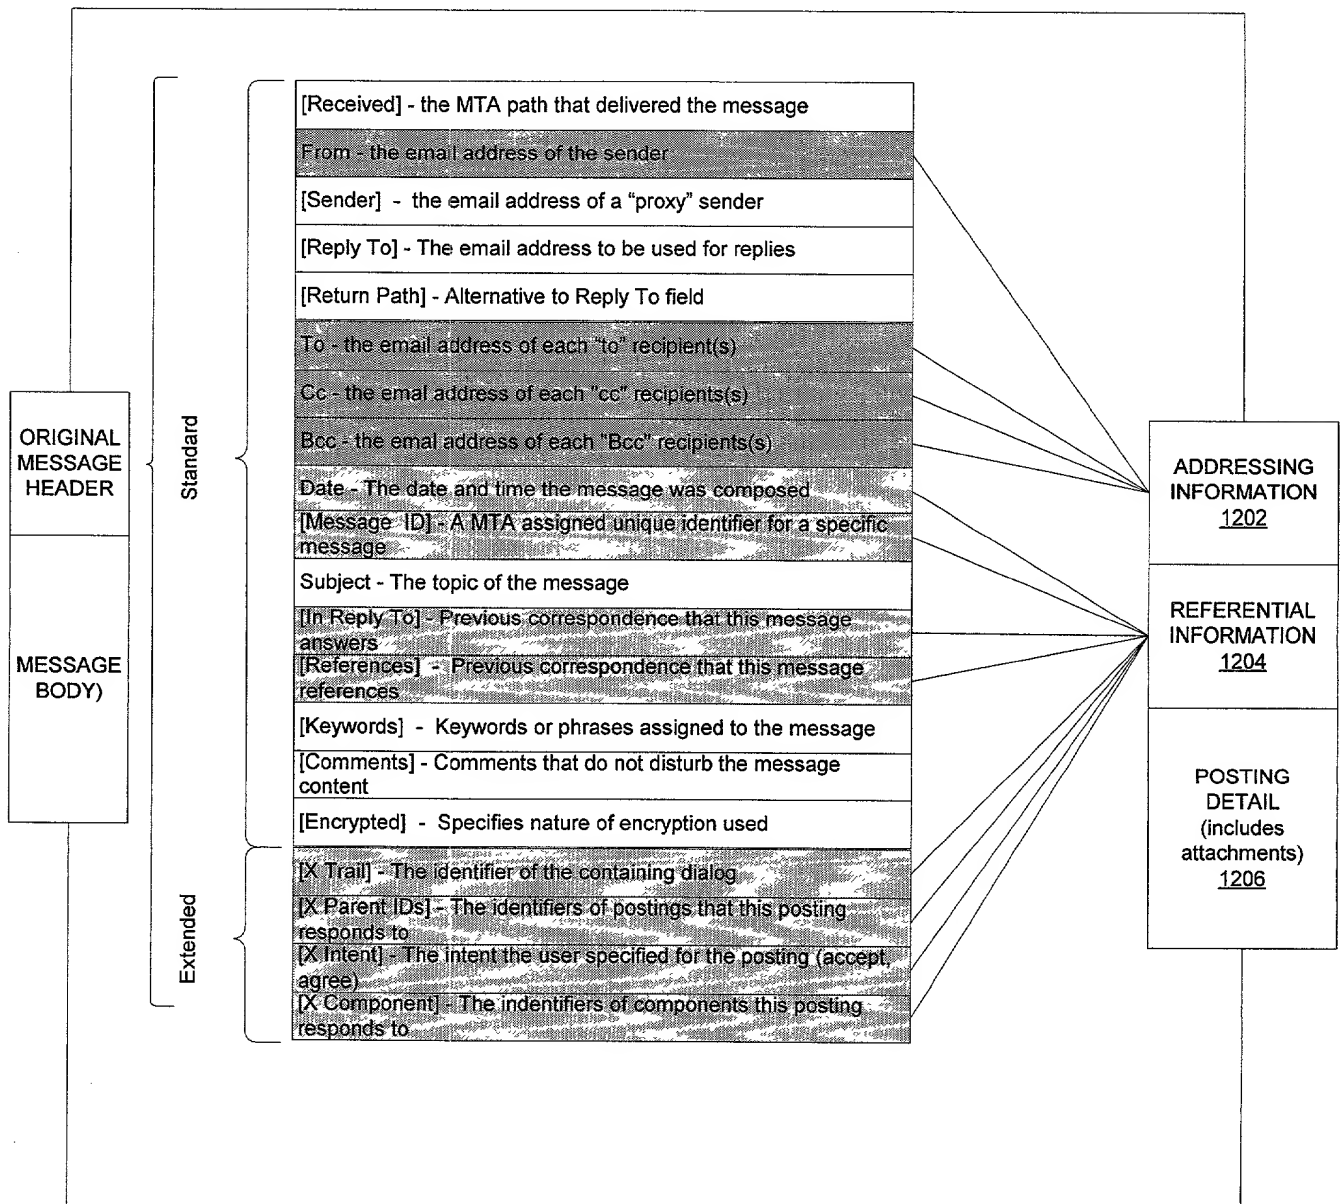 ORIGINAL
MESSAGE
HEADER
MESSAGE
BODY)
Standard
Extended
[Received] - the MTA path that delivered the message
From - the email address of the sender
[Sender] - the email address of a “proxy” sender
[Reply To] - The email address to be used for replies
[Return Path] - Alternative to Reply To field
To - the email address of each "to" recipient(s)
Cc - the emal address of each "cc" recipients(s)
Bcc - the emal address of each "Bcc" recipients(s)
Date - The date and time the message was composed
[Message ID] - A MTA assigned unique identifier for a specific
message
Subject - The topic of the message
[In Reply To] - Previous correspondence that this message
answers
[References] - Previous correspondence that this message
references
[Keywords] - Keywords or phrases assigned to the message
[Comments] - Comments that do not disturb the message
content
[Encrypted] - Specifies nature of encryption used
[X Trail] - The identifier of the containing dialog
[X Parent IDs] - The identifiers of postings that this posting
responds to
[X Intent] - The intent the user specified for the posting (accept,
agree)
[X Component] - The indentifiers of components this posting
responds to
ADDRESSING
INFORMATION
1202
REFERENTIAL
INFORMATION
1204
POSTING
DETAIL
(includes
attachments)
1206